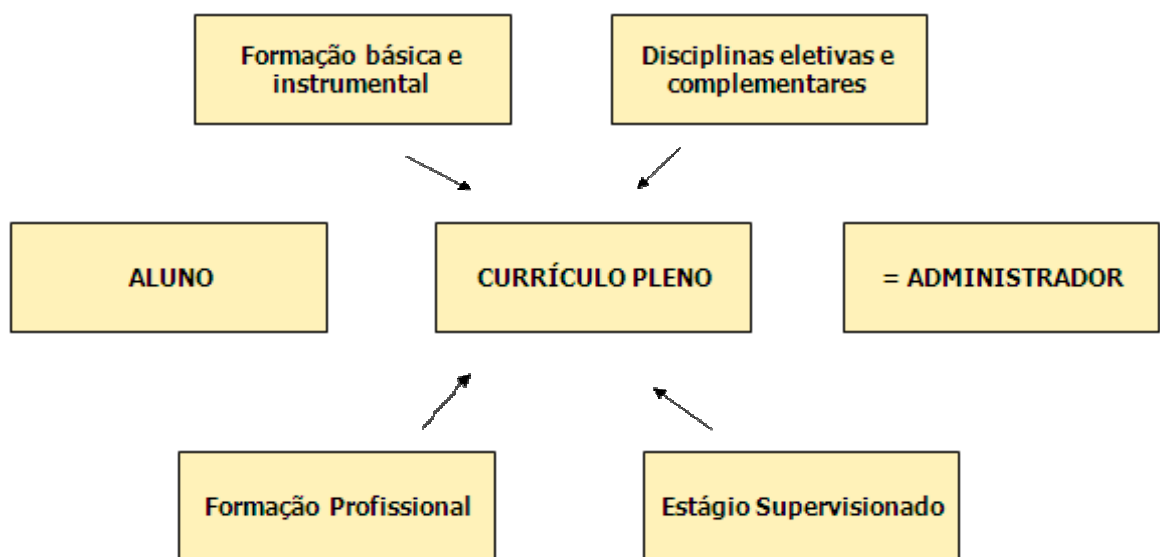 Formação básica e
instrumental
Disciplinas eletivas e
complementares
ALUNO
CURRÍCULO PLENO
= ADMINISTRADOR
Formação Profissional
Estágio Supervisionado